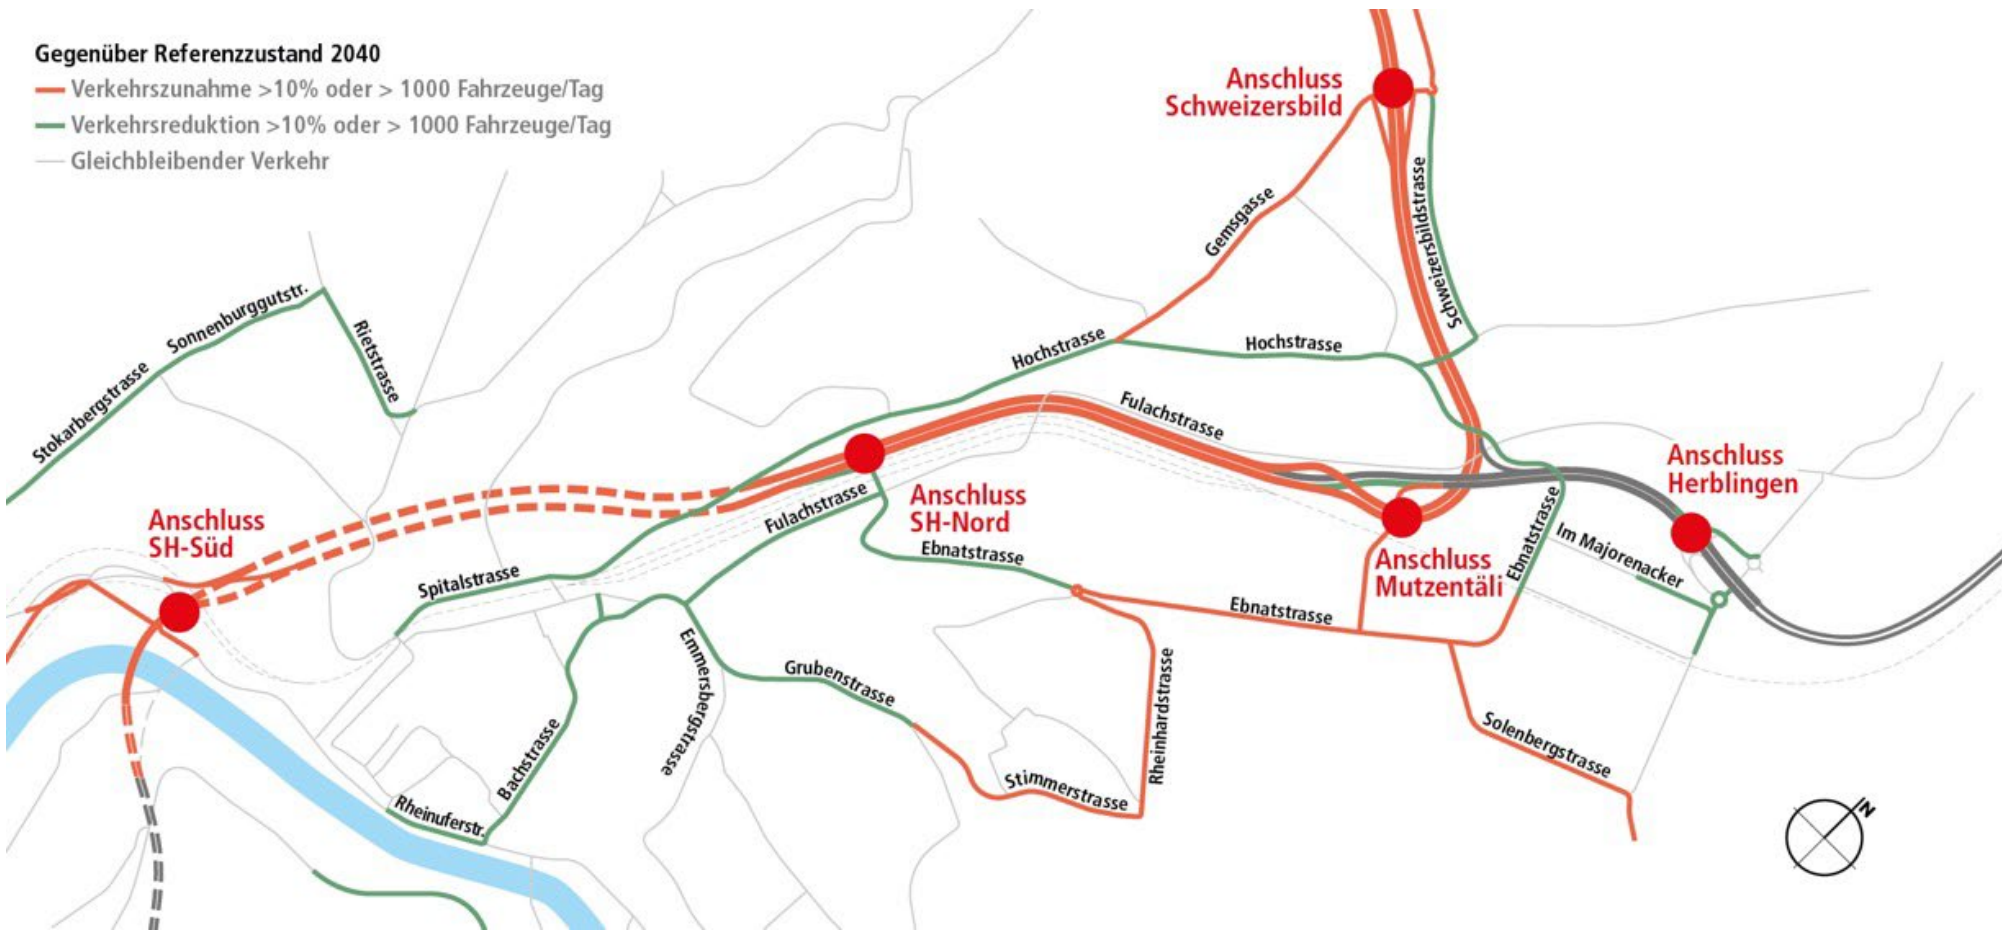 Gegenüber Referenzzustand 2040
Verkehrszunahme >10% oder > 1000 Fahrzeuge/Tag
Verkehrsreduktion >10% oder > 1000 Fahrzeuge/Tag
Gleichbleibender Verkehr
Anschluss
Schweizersbild
Schweizersbildstrasse
Gemsgasse
Sonnenburggutstr.
Rietstrasse
Stokarbergstrasse
Hochstrasse
Hochstrasse
Fulachstrasse
Anschluss
Herblingen
Anschluss
SH-Süd
Anschluss
SH-Nord
Fulachstrasse
Ebnatstrasse
Spitalstrasse
Anschluss
Mutzentäli
Ebnatstrasse
Im Majorenacker
Ebnatstrasse
Emmersbergstrasse
Grubenstrasse
Rheinhardstrasse
Stimmerstrasse
Solenbergstrasse
Bachstrasse
Rheinuferstr.
N